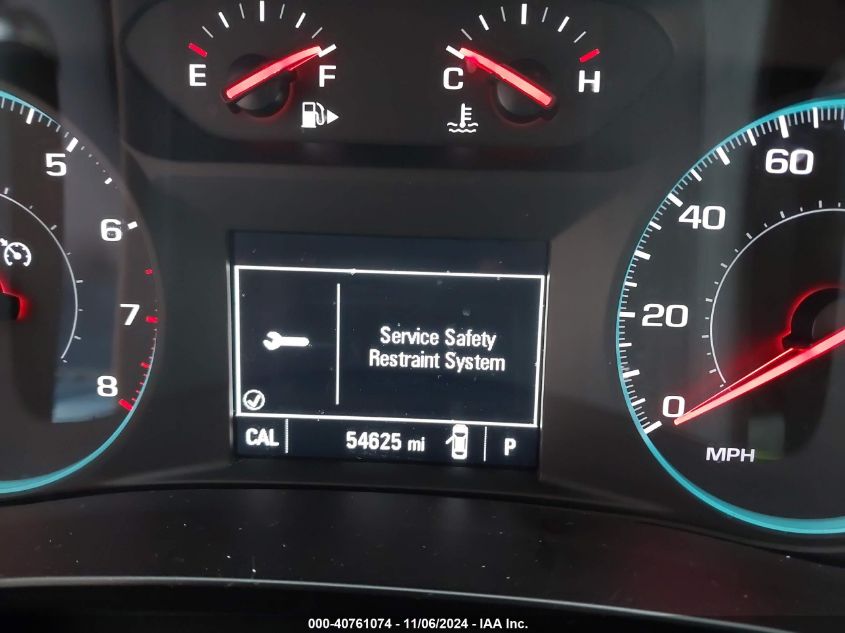 E
F
C
H
5
6
7
8
60
40
20
0
MPH
Service Safety
Restraint System
CAL
54625 mi
P
000-40761074 - 11/06/2024 - IAA Inc.